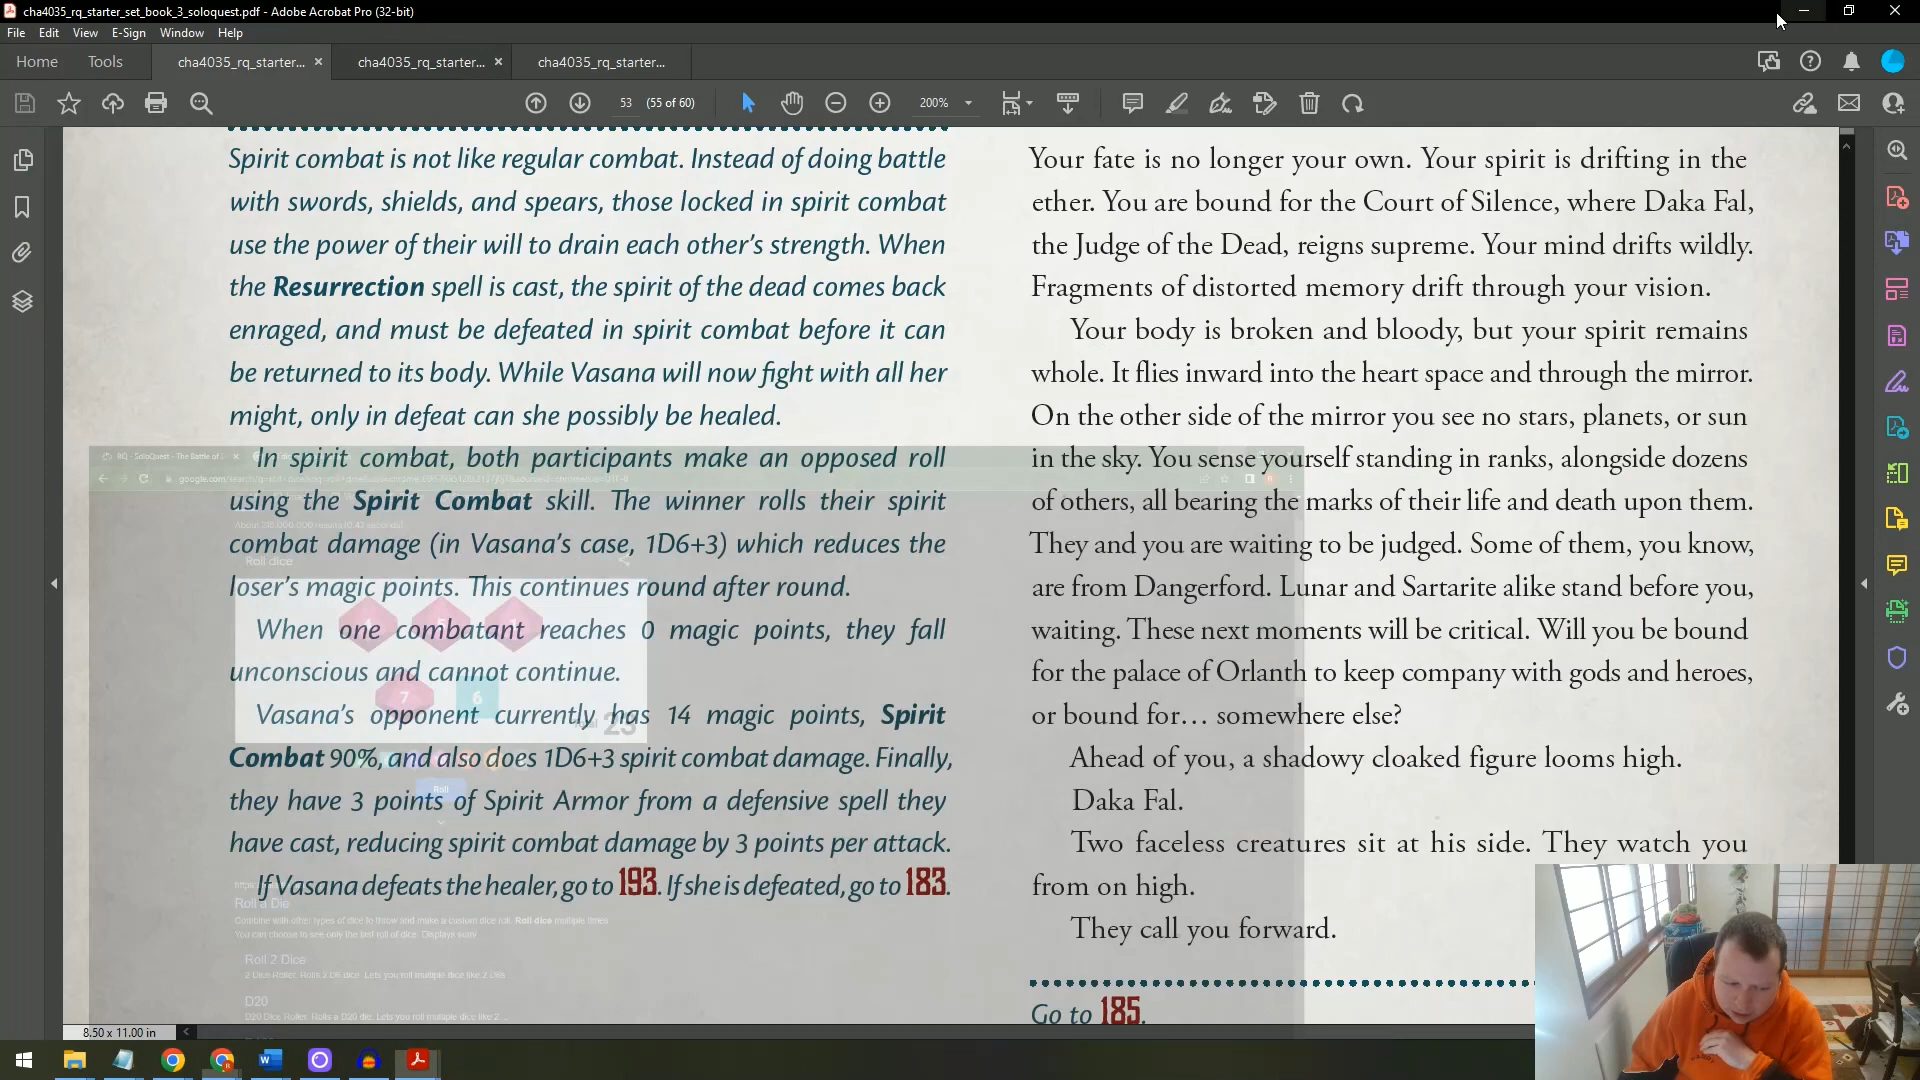 cha4035_rq_starter_set_book_3_soloquest.pdf - Adobe Acrobat Pro (32-bit)
File Edit View E-Sign Window Help
Home Tools cha4035_rq_starter... × cha4035_rq_starter... × cha4035_rq_starter...
53 (55 of 60) 200%
Spirit combat is not like regular combat. Instead of doing battle
with swords, shields, and spears, those locked in spirit combat
use the power of their will to drain each other's strength. When
the Resurrection spell is cast, the spirit of the dead comes back
enraged, and must be defeated in spirit combat before it can
be returned to its body. While Vasana will now fight with all her
might, only in defeat can she possibly be healed.
In spirit combat, both participants make an opposed roll
using the Spirit Combat skill. The winner rolls their spirit
combat damage (in Vasana's case, 1D6+3) which reduces the
loser's magic points. This continues round after round.
When one combatant reaches 0 magic points, they fall
unconscious and cannot continue.
Vasana's opponent currently has 14 magic points, Spirit
Combat 90%, and also does 1D6+3 spirit combat damage. Finally,
they have 3 points of Spirit Armor from a defensive spell they
have cast, reducing spirit combat damage by 3 points per attack.
If Vasana defeats the healer, go to 193. If she is defeated, go to 183.
Your fate is no longer your own. Your spirit is drifting in the
ether. You are bound for the Court of Silence, where Daka Fal,
the Judge of the Dead, reigns supreme. Your mind drifts wildly.
Fragments of distorted memory drift through your vision.
Your body is broken and bloody, but your spirit remains
whole. It flies inward into the heart space and through the mirror.
On the other side of the mirror you see no stars, planets, or sun
in the sky. You sense yourself standing in ranks, alongside dozens
of others, all bearing the marks of their life and death upon them.
They and you are waiting to be judged. Some of them, you know,
are from Dangerford. Lunar and Sartarite alike stand before you,
waiting. These next moments will be critical. Will you be bound
for the palace of Orlanth to keep company with gods and heroes,
or bound for… somewhere else?
Ahead of you, a shadowy cloaked figure looms high.
Daka Fal.
Two faceless creatures sit at his side. They watch you
from on high.
They call you forward.
Go to 185.
Roll dice
7 6
23
Roll
Roll a Die
Roll 2 Dice
D20
8.50 x 11.00 in